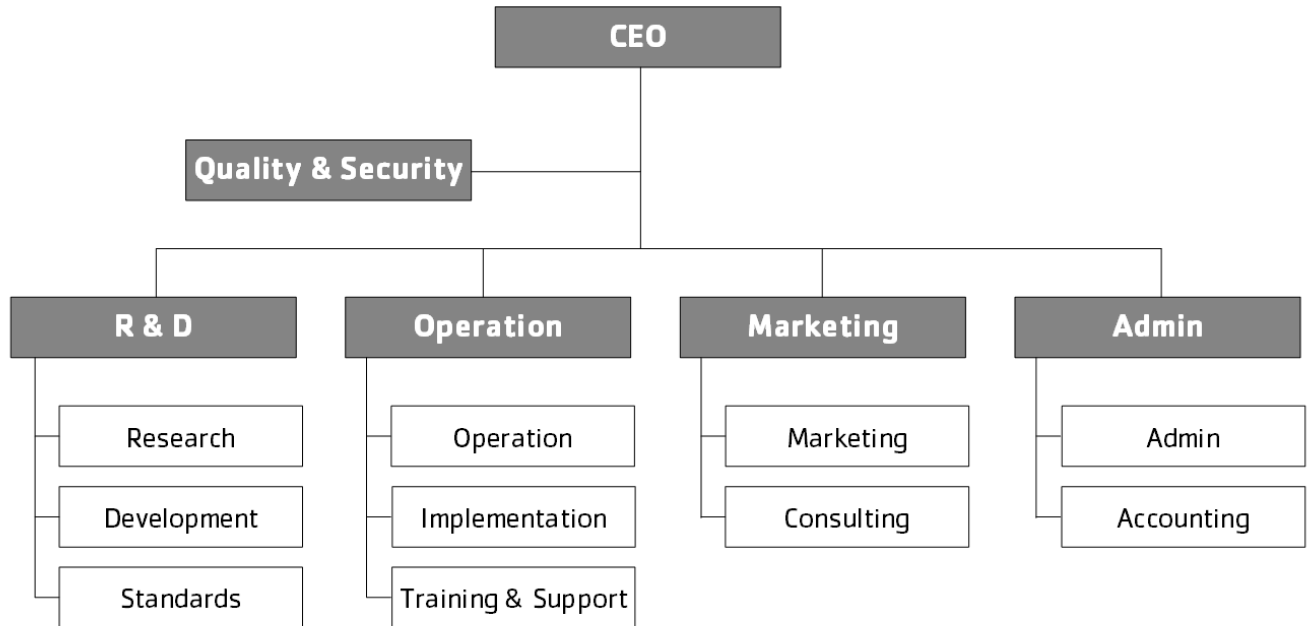 CEO
Quality & Security
R & D
Operation
Marketing
Admin
Research
Operation
Marketing
Admin
Development
Implementation
Consulting
Accounting
Standards
Training & Support